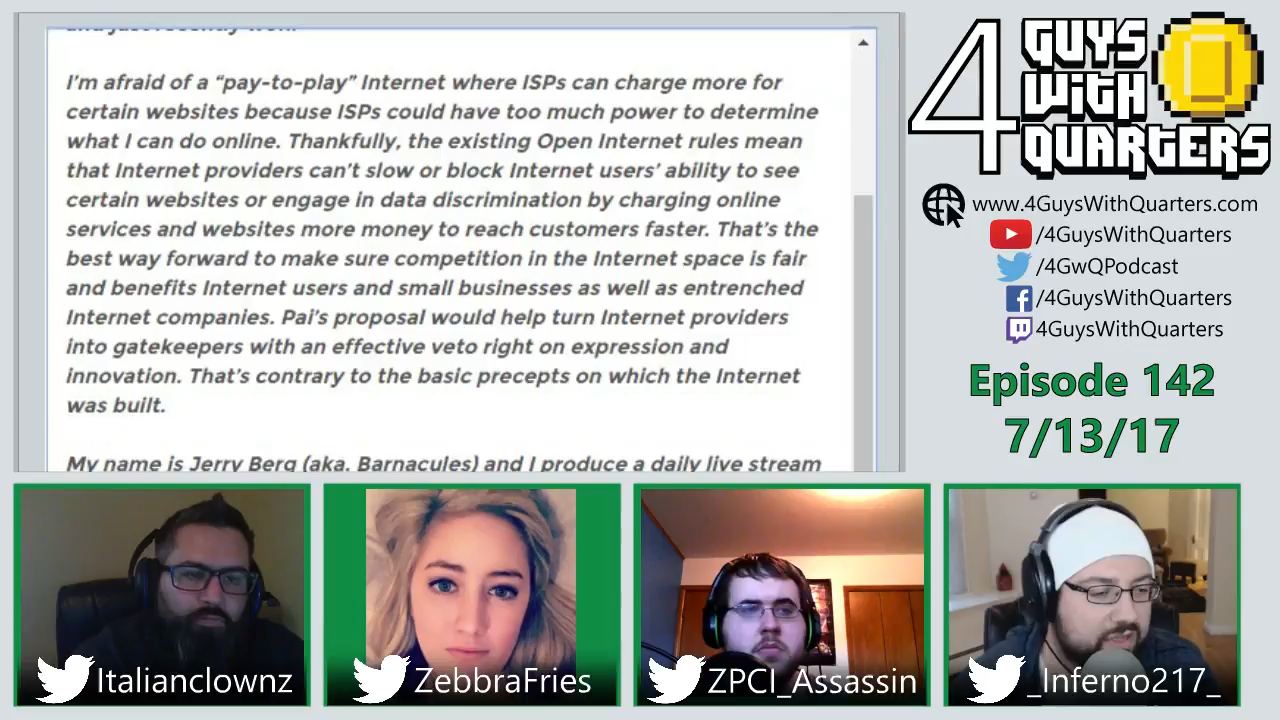 and just recently won.
I'm afraid of a “pay-to-play” Internet where ISPs can charge more for
certain websites because ISPs could have too much power to determine
what I can do online. Thankfully, the existing Open Internet rules mean
that Internet providers can't slow or block Internet users' ability to see
certain websites or engage in data discrimination by charging online
services and websites more money to reach customers faster. That's the
best way forward to make sure competition in the Internet space is fair
and benefits Internet users and small businesses as well as entrenched
Internet companies. Pai's proposal would help turn Internet providers
into gatekeepers with an effective veto right on expression and
innovation. That's contrary to the basic precepts on which the Internet
was built.
My name is Jerry Berg (aka. Barnacules) and I produce a daily live stream
4 GUYS
WITH
QUARTERS
www.4GuysWithQuarters.com
/4GuysWithQuarters
/4GwQPodcast
/4GuysWithQuarters
4GuysWithQuarters
Episode 142
7/13/17
Italianclownz
ZebbraFries
ZPCI_Assassin
_Inferno217_